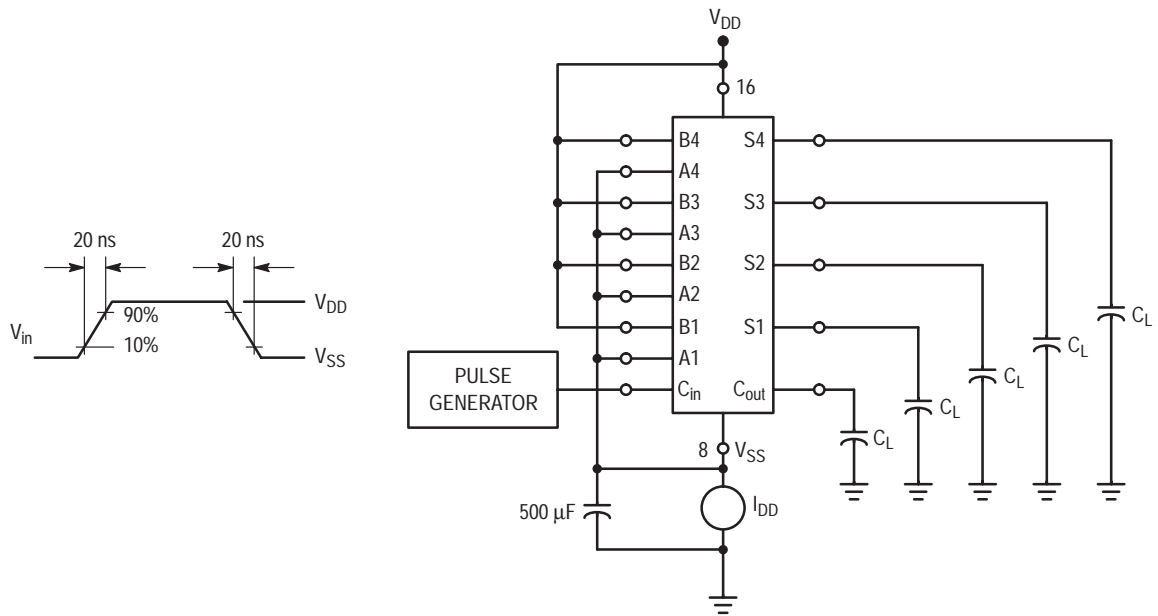 V_DD
16
B4 S4
A4
B3 S3
A3
B2 S2
A2
B1 S1
A1
C_in C_out
PULSE
GENERATOR
8 V_SS
500 μF
I_DD
C_L
C_L
C_L
C_L
C_L
20 ns 20 ns
V_in
90%
10%
V_DD
V_SS